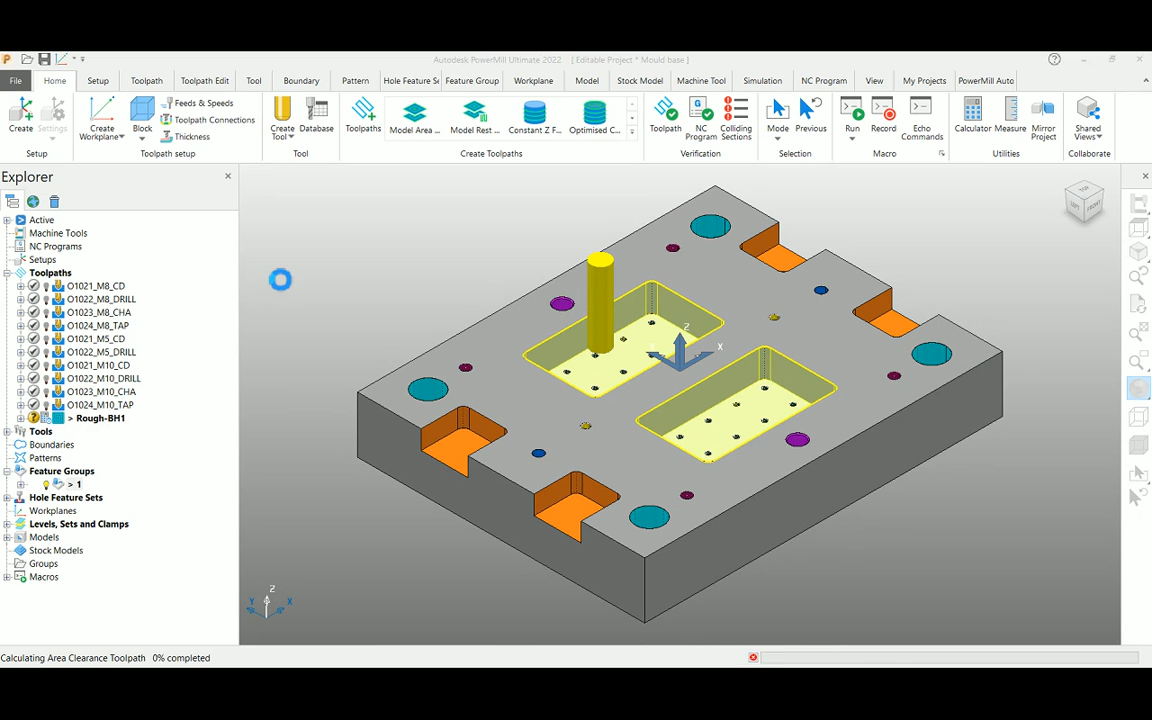 Autodesk PowerMill Ultimate 2022 [ Editable Project * Mould base ]
File Home Setup Toolpath Toolpath Edit Tool Boundary Pattern Hole Feature Se Feature Group Workplane Model Stock Model Machine Tool Simulation NC Program View My Projects PowerMill Auto
Create Settings Create Workplane Block Feeds & Speeds Toolpath Connections Thickness Create Tool Database Toolpaths Model Area ... Model Rest ... Constant Z F... Optimised C... Toolpath NC Program Colliding Sections Mode Previous Run Record Echo Commands Calculator Measure Mirror Project Shared Views
Setup Toolpath setup Tool Create Toolpaths Verification Selection Macro Utilities Collaborate
Explorer
Active
Machine Tools
NC Programs
Setups
Toolpaths
O1021_M8_CD
O1022_M8_DRILL
O1023_M8_CHA
O1024_M8_TAP
O1021_M5_CD
O1022_M5_DRILL
O1021_M10_CD
O1022_M10_DRILL
O1023_M10_CHA
O1024_M10_TAP
> Rough-BH1
Tools
Boundaries
Patterns
Feature Groups
> 1
Hole Feature Sets
Workplanes
Levels, Sets and Clamps
Models
Stock Models
Groups
Macros
TOP
LEFT FRONT
Z
X
Z
Y X
Calculating Area Clearance Toolpath 0% completed